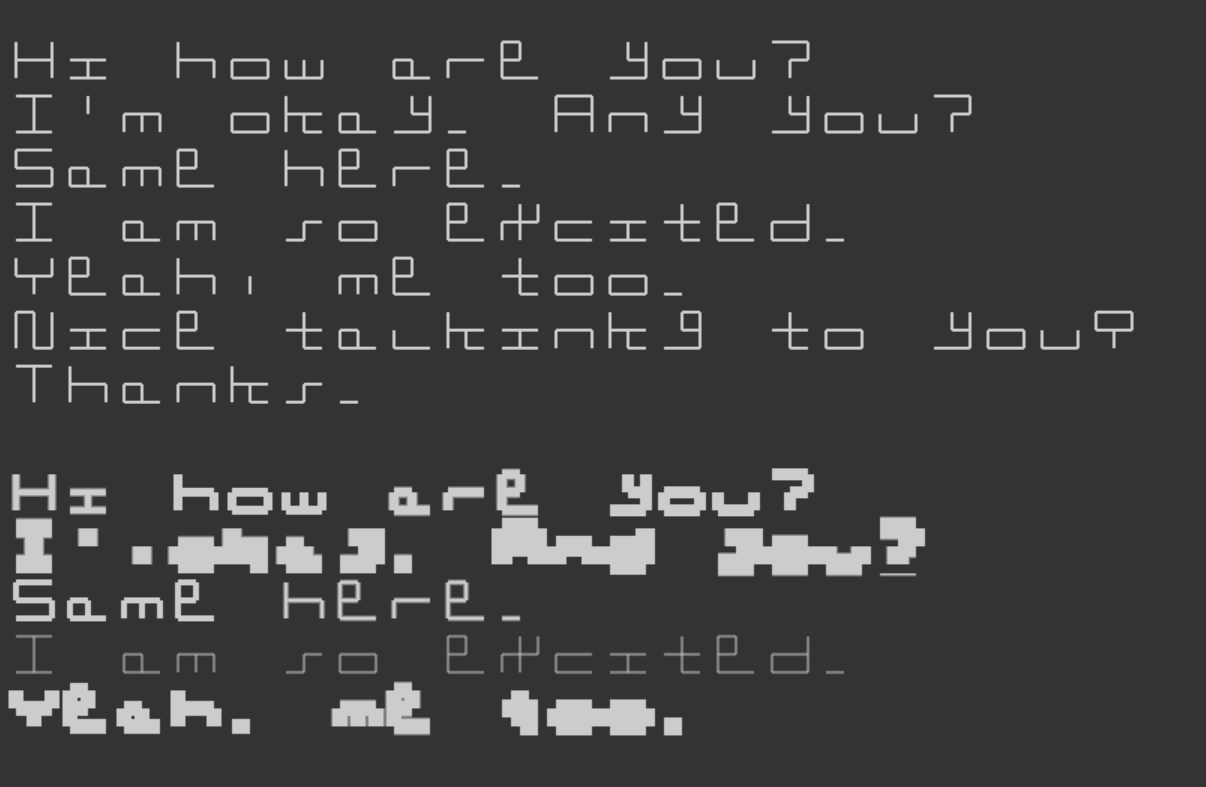 Hi how are you?
I'm okay. Any you?
Same here.
I am so excited.
Yeah, me too.
Nice taukinkg to you?
Thanks.
Hi how are you?
I'. okay. And you?
Same here.
I am so excited.
Yeah. me too.